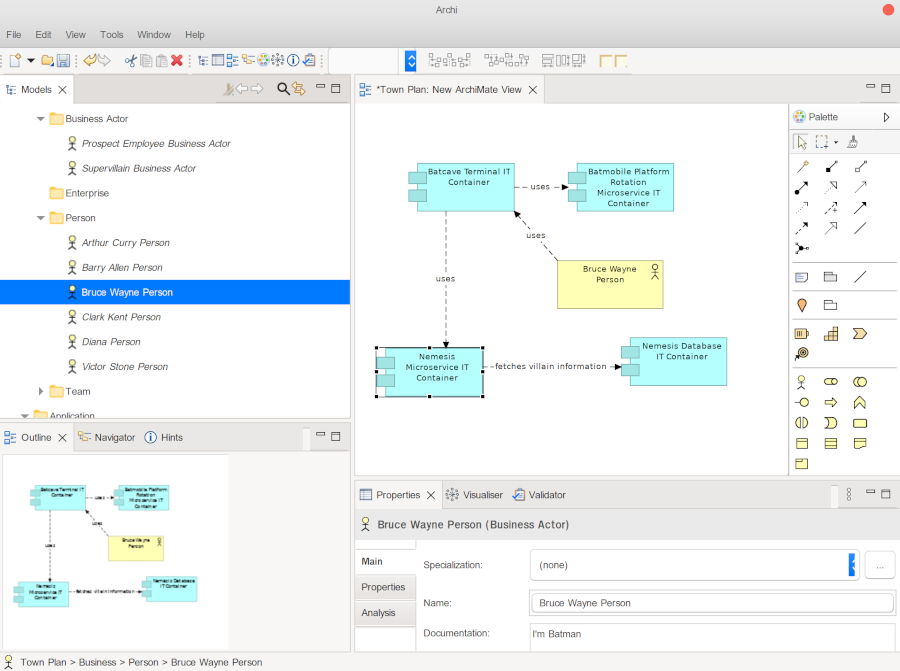 Archi
File Edit View Tools Window Help
Models
Business Actor
Prospect Employee Business Actor
Supervillain Business Actor
Enterprise
Person
Arthur Curry Person
Barry Allen Person
Bruce Wayne Person
Clark Kent Person
Diana Person
Victor Stone Person
Team
Application
*Town Plan: New ArchiMate View
Batcave Terminal IT
Container
uses
Batmobile Platform
Rotation
Microservice IT
Container
uses
Bruce Wayne
Person
uses
Nemesis
Microservice IT
Container
fetches villain information
Nemesis Database
IT Container
Palette
Outline Navigator Hints
Batcave Terminal IT
Container
uses
Batmobile Platform
Rotation
Microservice IT
Container
uses
Bruce Wayne
Person
uses
Nemesis
Microservice IT
Container
fetches villain information
Nemesis Database
IT Container
Properties Visualiser Validator
Bruce Wayne Person (Business Actor)
Main
Properties
Analysis
Specialization: (none) ...
Name: Bruce Wayne Person
Documentation: I'm Batman
Town Plan > Business > Person > Bruce Wayne Person